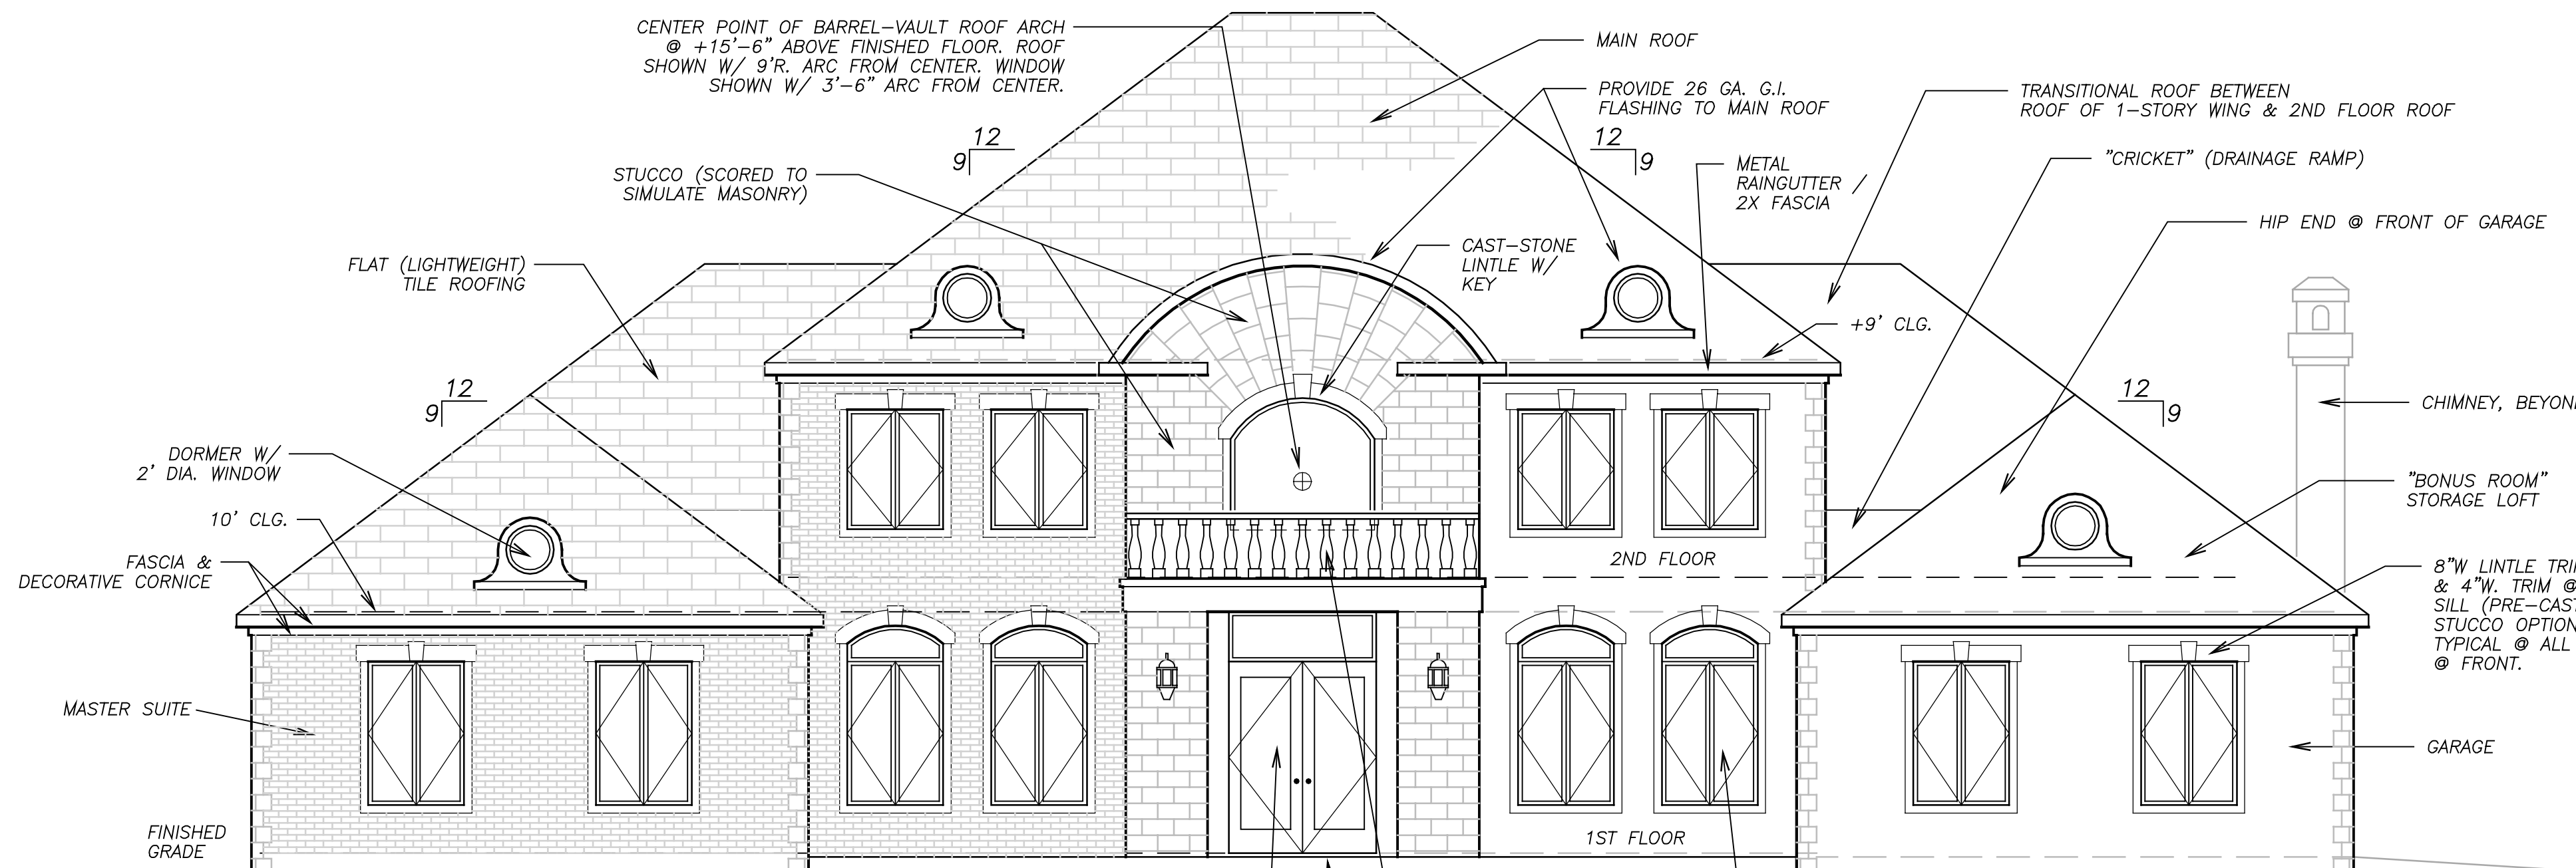 CENTER POINT OF BARREL-VAULT ROOF ARCH
@ +15'-6" ABOVE FINISHED FLOOR. ROOF
SHOWN W/ 9'R. ARC FROM CENTER. WINDOW
SHOWN W/ 3'-6" ARC FROM CENTER.
MAIN ROOF
PROVIDE 26 GA. G.I.
FLASHING TO MAIN ROOF
TRANSITIONAL ROOF BETWEEN
ROOF OF 1-STORY WING & 2ND FLOOR ROOF
12
9
12
9
"CRICKET" (DRAINAGE RAMP)
METAL
RAINGUTTER /
2X FASCIA
STUCCO (SCORED TO
SIMULATE MASONRY)
HIP END @ FRONT OF GARAGE
CAST-STONE
LINTLE W/
KEY
FLAT (LIGHTWEIGHT)
TILE ROOFING
+9' CLG.
12
9
12
9
CHIMNEY, BEYON
DORMER W/
2' DIA. WINDOW
"BONUS ROOM"
STORAGE LOFT
10' CLG.
FASCIA &
DECORATIVE CORNICE
2ND FLOOR
8"W LINTLE TRI
& 4"W. TRIM @
SILL (PRE-CAST
STUCCO OPTION
TYPICAL @ ALL
@ FRONT.
MASTER SUITE
GARAGE
FINISHED
GRADE
1ST FLOOR